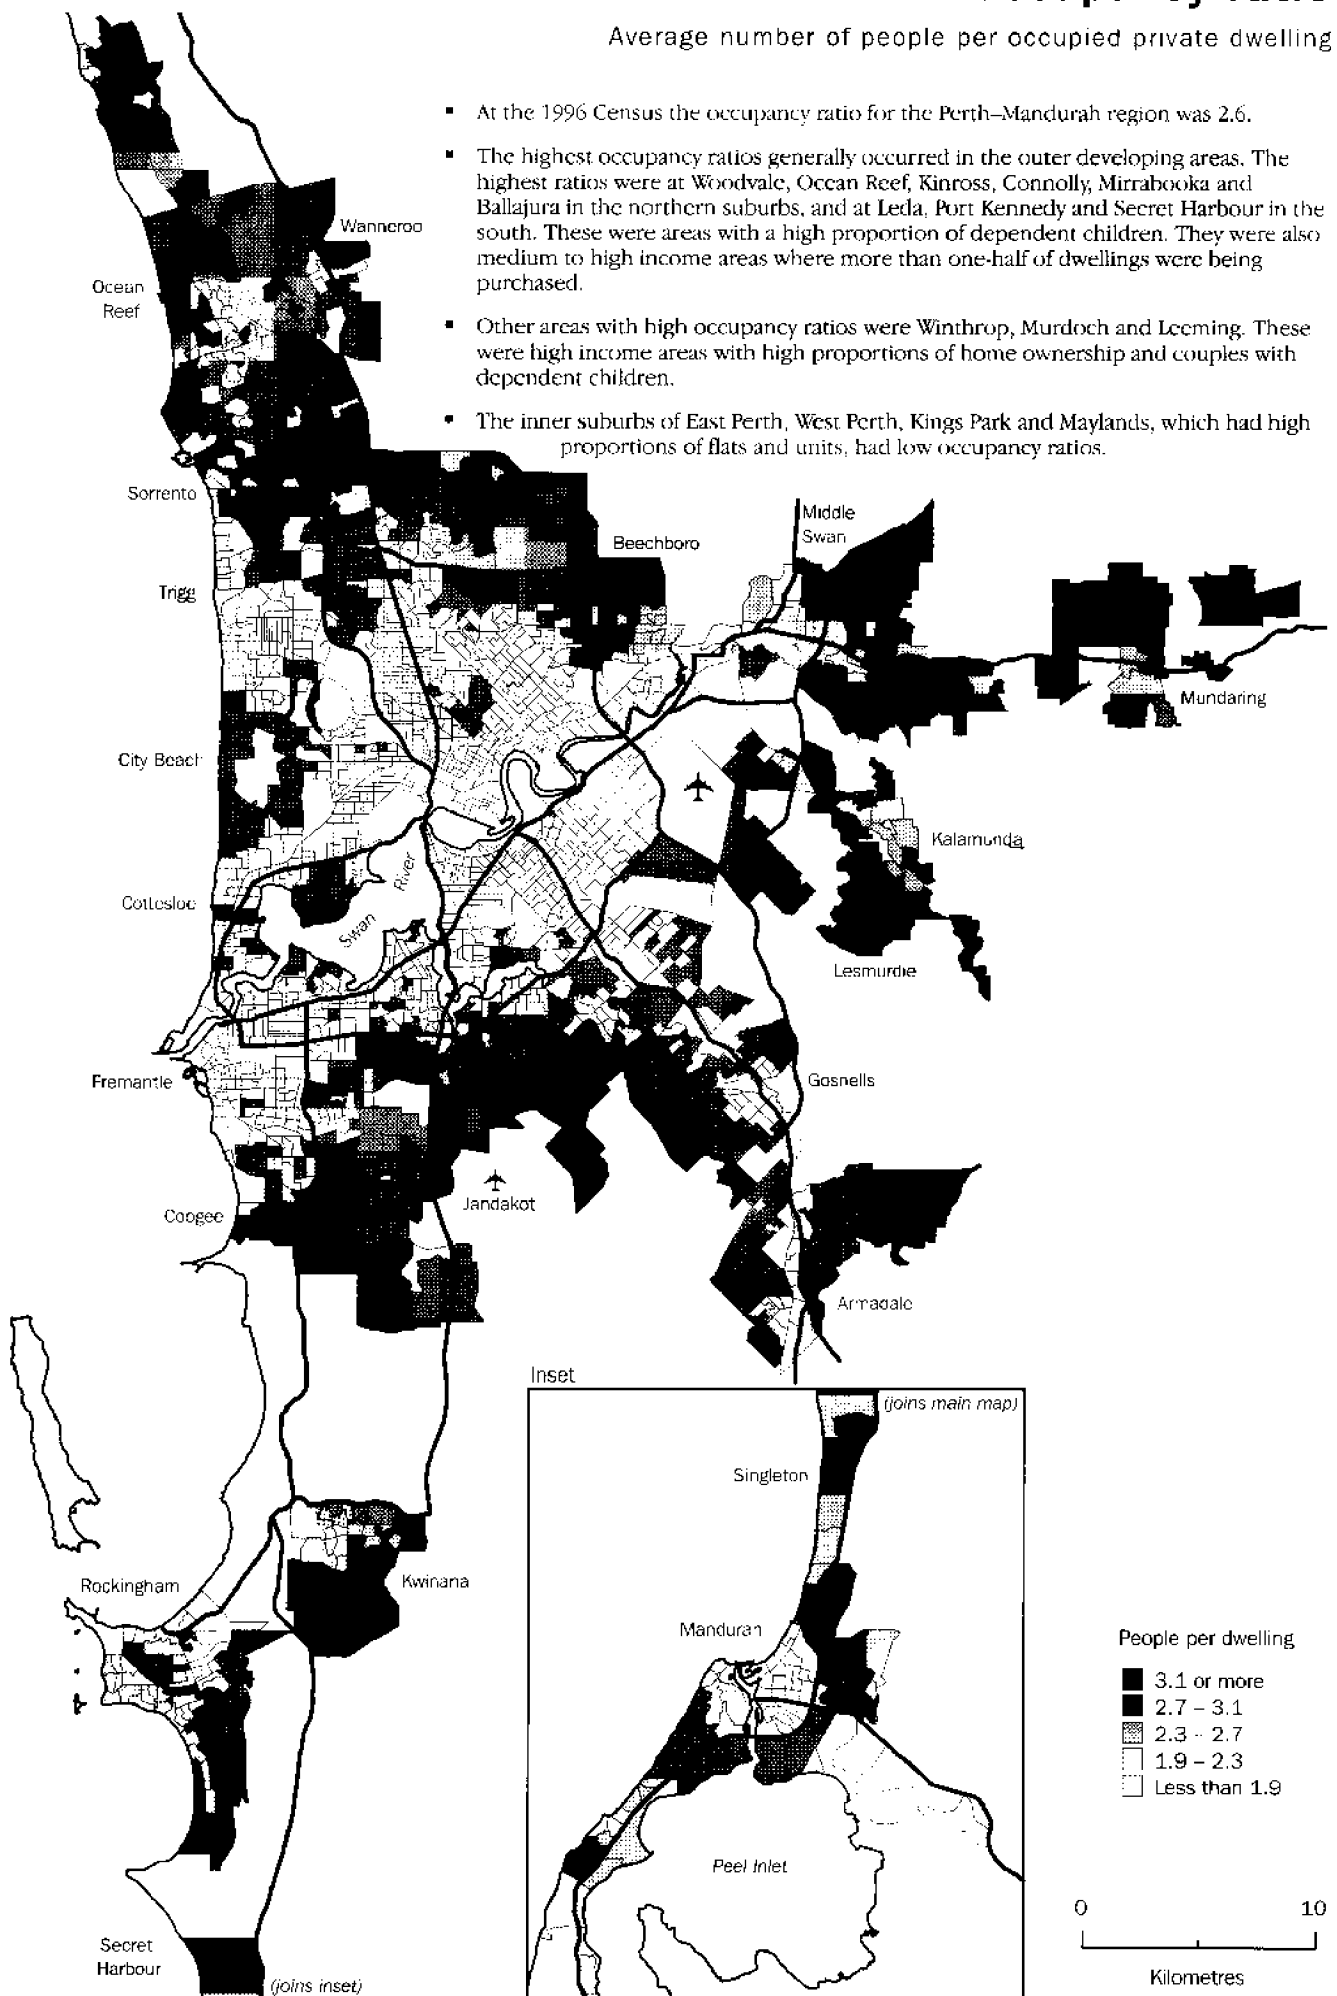 Average number of people per occupied private dwelling
▪ At the 1996 Census the occupancy ratio for the Perth–Mandurah region was 2.6.
▪ The highest occupancy ratios generally occurred in the outer developing areas. The
highest ratios were at Woodvale, Ocean Reef, Kinross, Connolly, Mirrabooka and
Ballajura in the northern suburbs, and at Leda, Port Kennedy and Secret Harbour in the
south. These were areas with a high proportion of dependent children. They were also
medium to high income areas where more than one-half of dwellings were being
purchased.
▪ Other areas with high occupancy ratios were Winthrop, Murdoch and Leeming. These
were high income areas with high proportions of home ownership and couples with
dependent children.
▪ The inner suburbs of East Perth, West Perth, Kings Park and Maylands, which had high
proportions of flats and units, had low occupancy ratios.
Wanneroo
Ocean
Reef
Sorrento
Middle
Swan
Beechboro
Trigg
Mundaring
City Beach
Kalamunda
River
Swan
Cottesloe
Lesmurdie
Fremantle
Gosnells
Jandakot
Coogee
Armadale
Inset
(joins main map)
Singleton
Rockingham
Kwinana
Mandurah
People per dwelling
3.1 or more
2.7 – 3.1
2.3 – 2.7
1.9 – 2.3
Less than 1.9
Peel Inlet
0 10
Kilometres
Secret
Harbour
(joins inset)